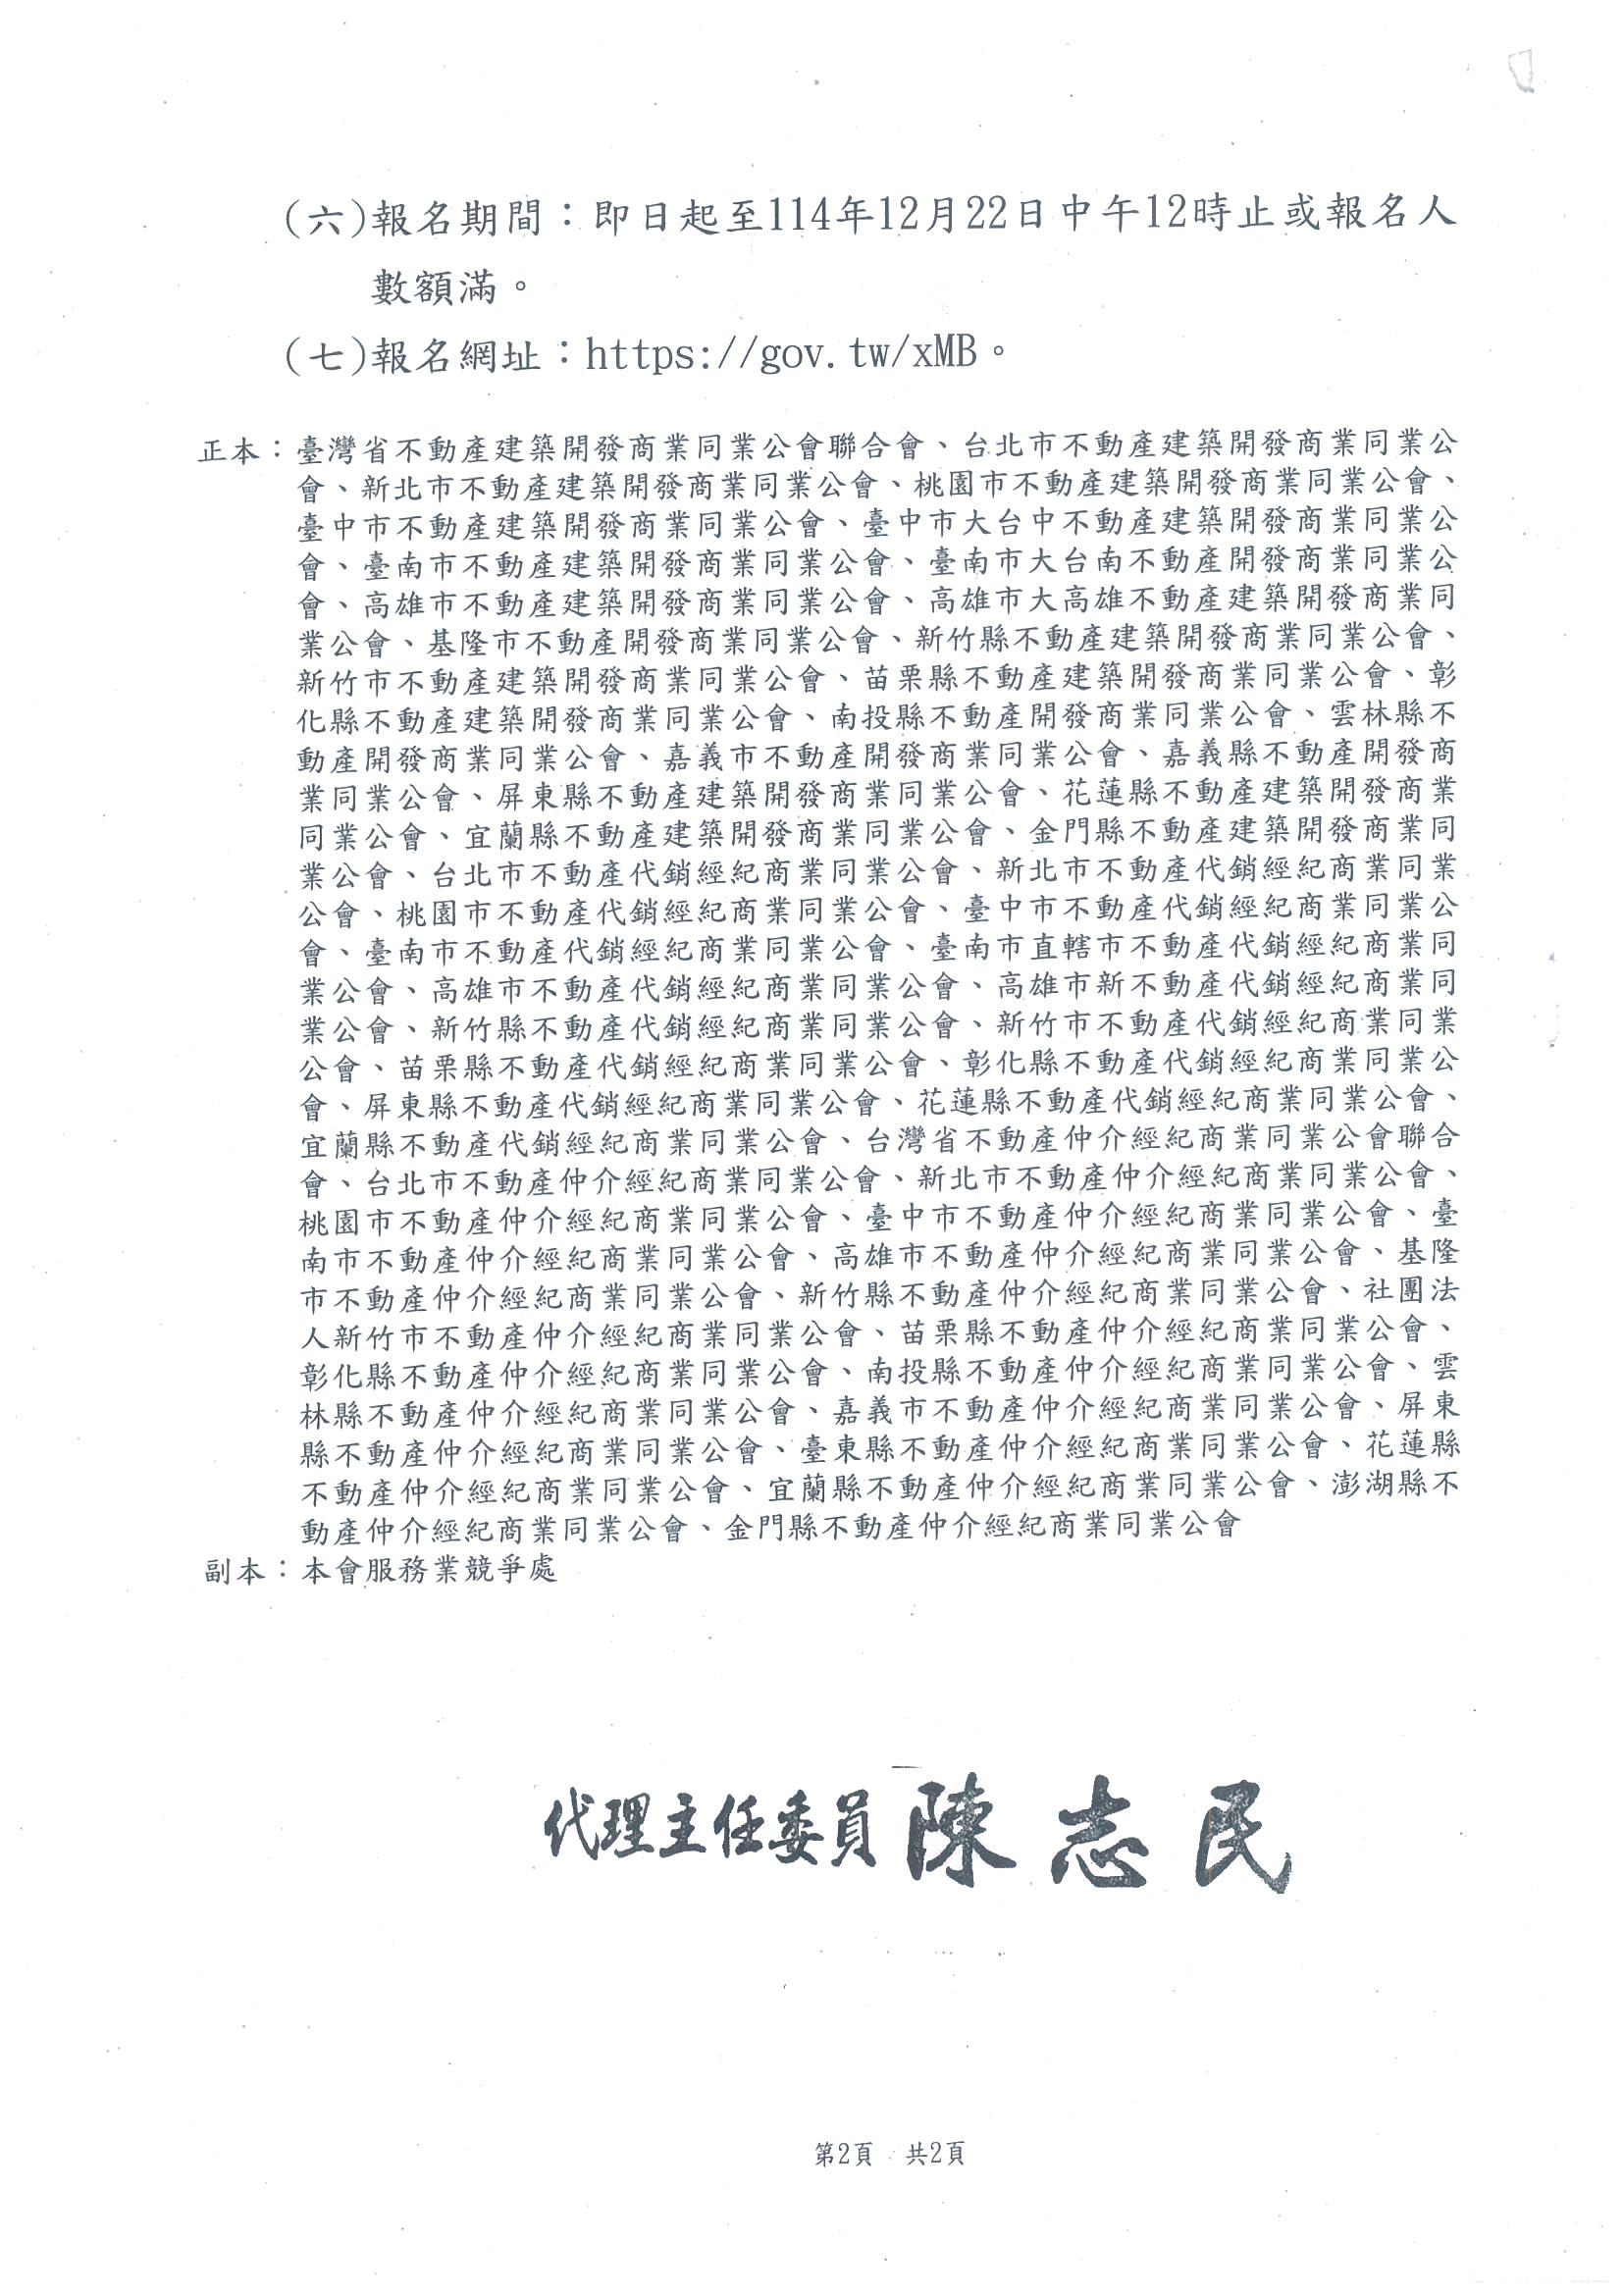 (六)報名期間：即日起至114年12月22日中午12時止或報名人
數額滿。
(七)報名網址：https://gov.tw/xMB。
正本：臺灣省不動產建築開發商業同業公會聯合會、台北市不動產建築開發商業同業公
會、新北市不動產建築開發商業同業公會、桃園市不動產建築開發商業同業公會、
臺中市不動產建築開發商業同業公會、臺中市大台中不動產建築開發商業同業公
會、臺南市不動產建築開發商業同業公會、臺南市大台南不動產開發商業同業公
會、高雄市不動產建築開發商業同業公會、高雄市大高雄不動產建築開發商業同
業公會、基隆市不動產開發商業同業公會、新竹縣不動產建築開發商業同業公會、
新竹市不動產建築開發商業同業公會、苗栗縣不動產建築開發商業同業公會、彰
化縣不動產建築開發商業同業公會、南投縣不動產開發商業同業公會、雲林縣不
動產開發商業同業公會、嘉義市不動產開發商業同業公會、嘉義縣不動產開發商
業同業公會、屏東縣不動產建築開發商業同業公會、花蓮縣不動產建築開發商業
同業公會、宜蘭縣不動產建築開發商業同業公會、金門縣不動產建築開發商業同
業公會、台北市不動產代銷經紀商業同業公會、新北市不動產代銷經紀商業同業
公會、桃園市不動產代銷經紀商業同業公會、臺中市不動產代銷經紀商業同業公
會、臺南市不動產代銷經紀商業同業公會、臺南市直轄市不動產代銷經紀商業同
業公會、高雄市不動產代銷經紀商業同業公會、高雄市新不動產代銷經紀商業同
業公會、新竹縣不動產代銷經紀商業同業公會、新竹市不動產代銷經紀商業同業
公會、苗栗縣不動產代銷經紀商業同業公會、彰化縣不動產代銷經紀商業同業公
會、屏東縣不動產代銷經紀商業同業公會、花蓮縣不動產代銷經紀商業同業公會、
宜蘭縣不動產代銷經紀商業同業公會、台灣省不動產仲介經紀商業同業公會聯合
會、台北市不動產仲介經紀商業同業公會、新北市不動產仲介經紀商業同業公會、
桃園市不動產仲介經紀商業同業公會、臺中市不動產仲介經紀商業同業公會、臺
南市不動產仲介經紀商業同業公會、高雄市不動產仲介經紀商業同業公會、基隆
市不動產仲介經紀商業同業公會、新竹縣不動產仲介經紀商業同業公會、社團法
人新竹市不動產仲介經紀商業同業公會、苗栗縣不動產仲介經紀商業同業公會、
彰化縣不動產仲介經紀商業同業公會、南投縣不動產仲介經紀商業同業公會、雲
林縣不動產仲介經紀商業同業公會、嘉義市不動產仲介經紀商業同業公會、屏東
縣不動產仲介經紀商業同業公會、臺東縣不動產仲介經紀商業同業公會、花蓮縣
不動產仲介經紀商業同業公會、宜蘭縣不動產仲介經紀商業同業公會、澎湖縣不
動產仲介經紀商業同業公會、金門縣不動產仲介經紀商業同業公會
副本：本會服務業競爭處
代理主任委員 陳志民
第2頁 共2頁